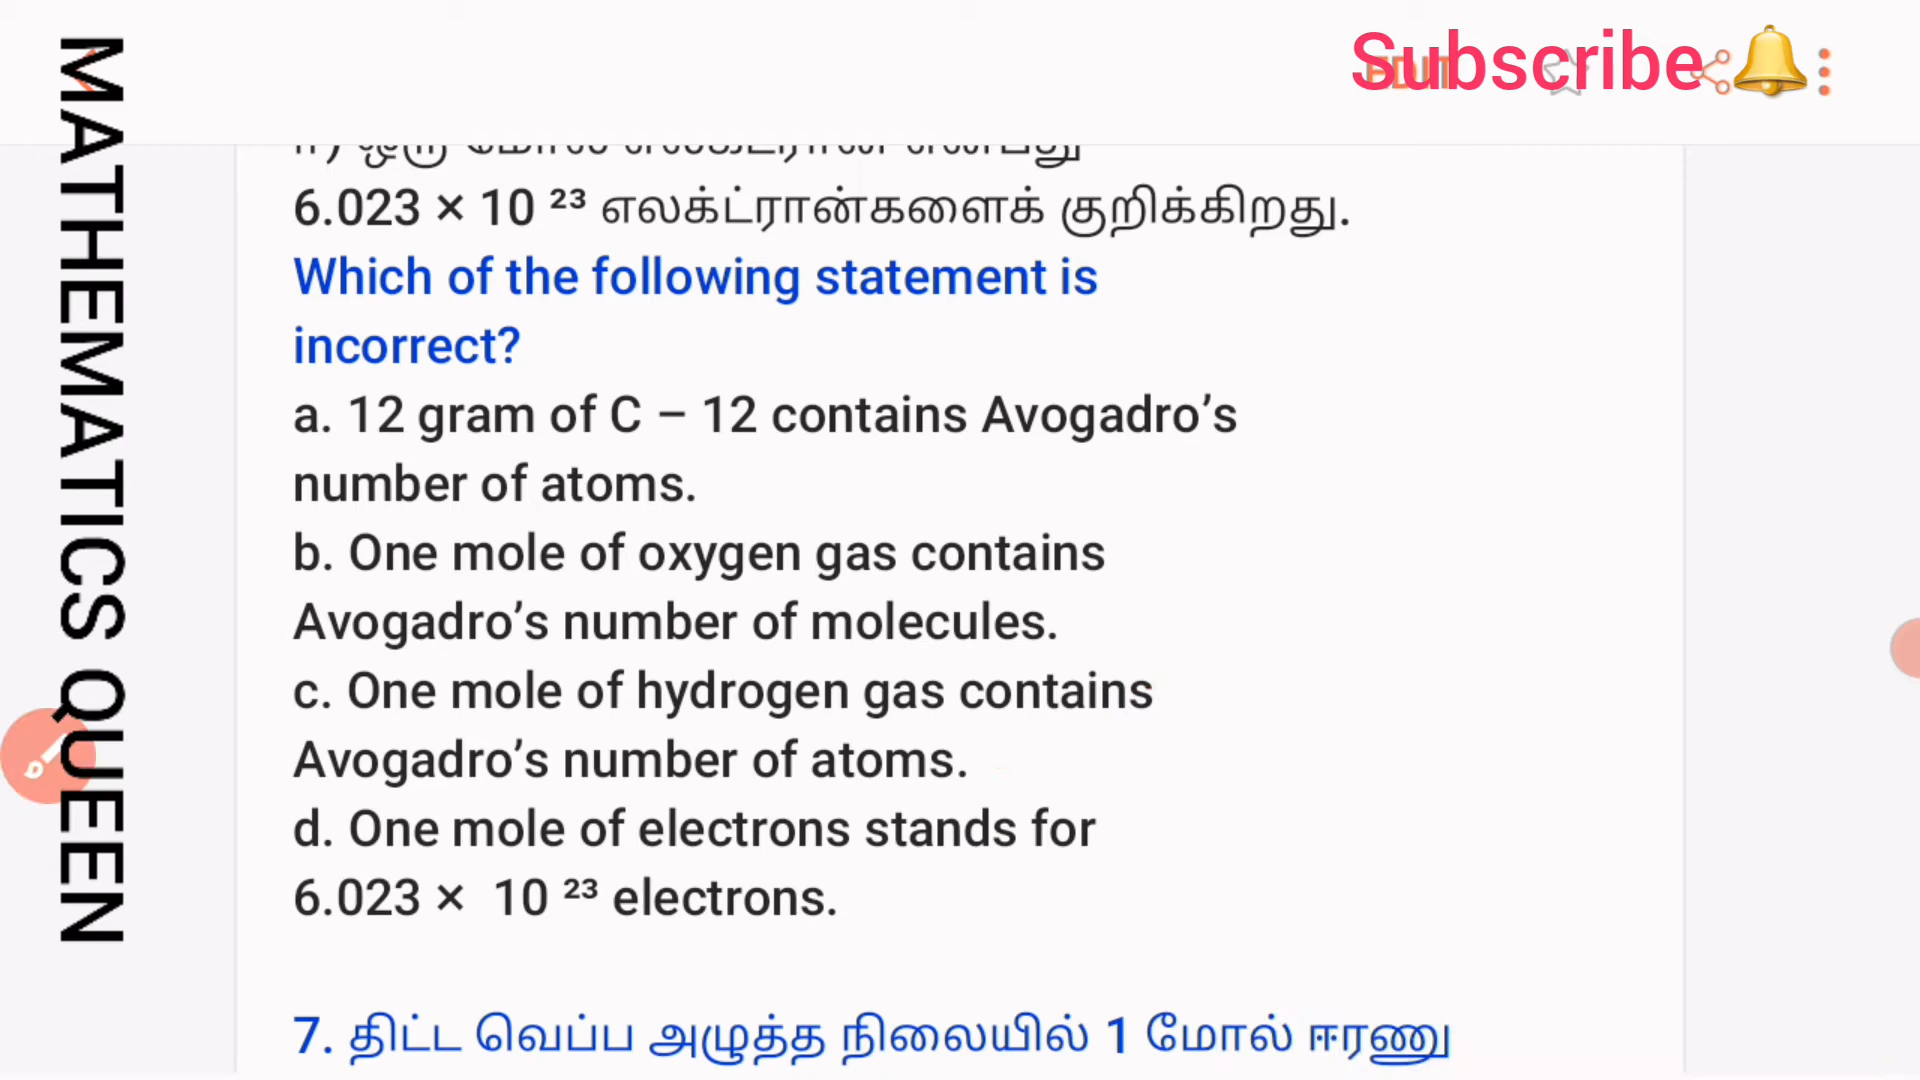 MATHEMATICS QUEEN
Subscribe🔔
EDIT
6.023 × 10 ²³ எலக்ட்ரான்களைக் குறிக்கிறது.
Which of the following statement is
incorrect?
a. 12 gram of C – 12 contains Avogadro’s
number of atoms.
b. One mole of oxygen gas contains
Avogadro’s number of molecules.
c. One mole of hydrogen gas contains
Avogadro’s number of atoms.
d. One mole of electrons stands for
6.023 ×  10 ²³ electrons.
7. திட்ட வெப்ப அழுத்த நிலையில் 1 மோல் ஈரணு